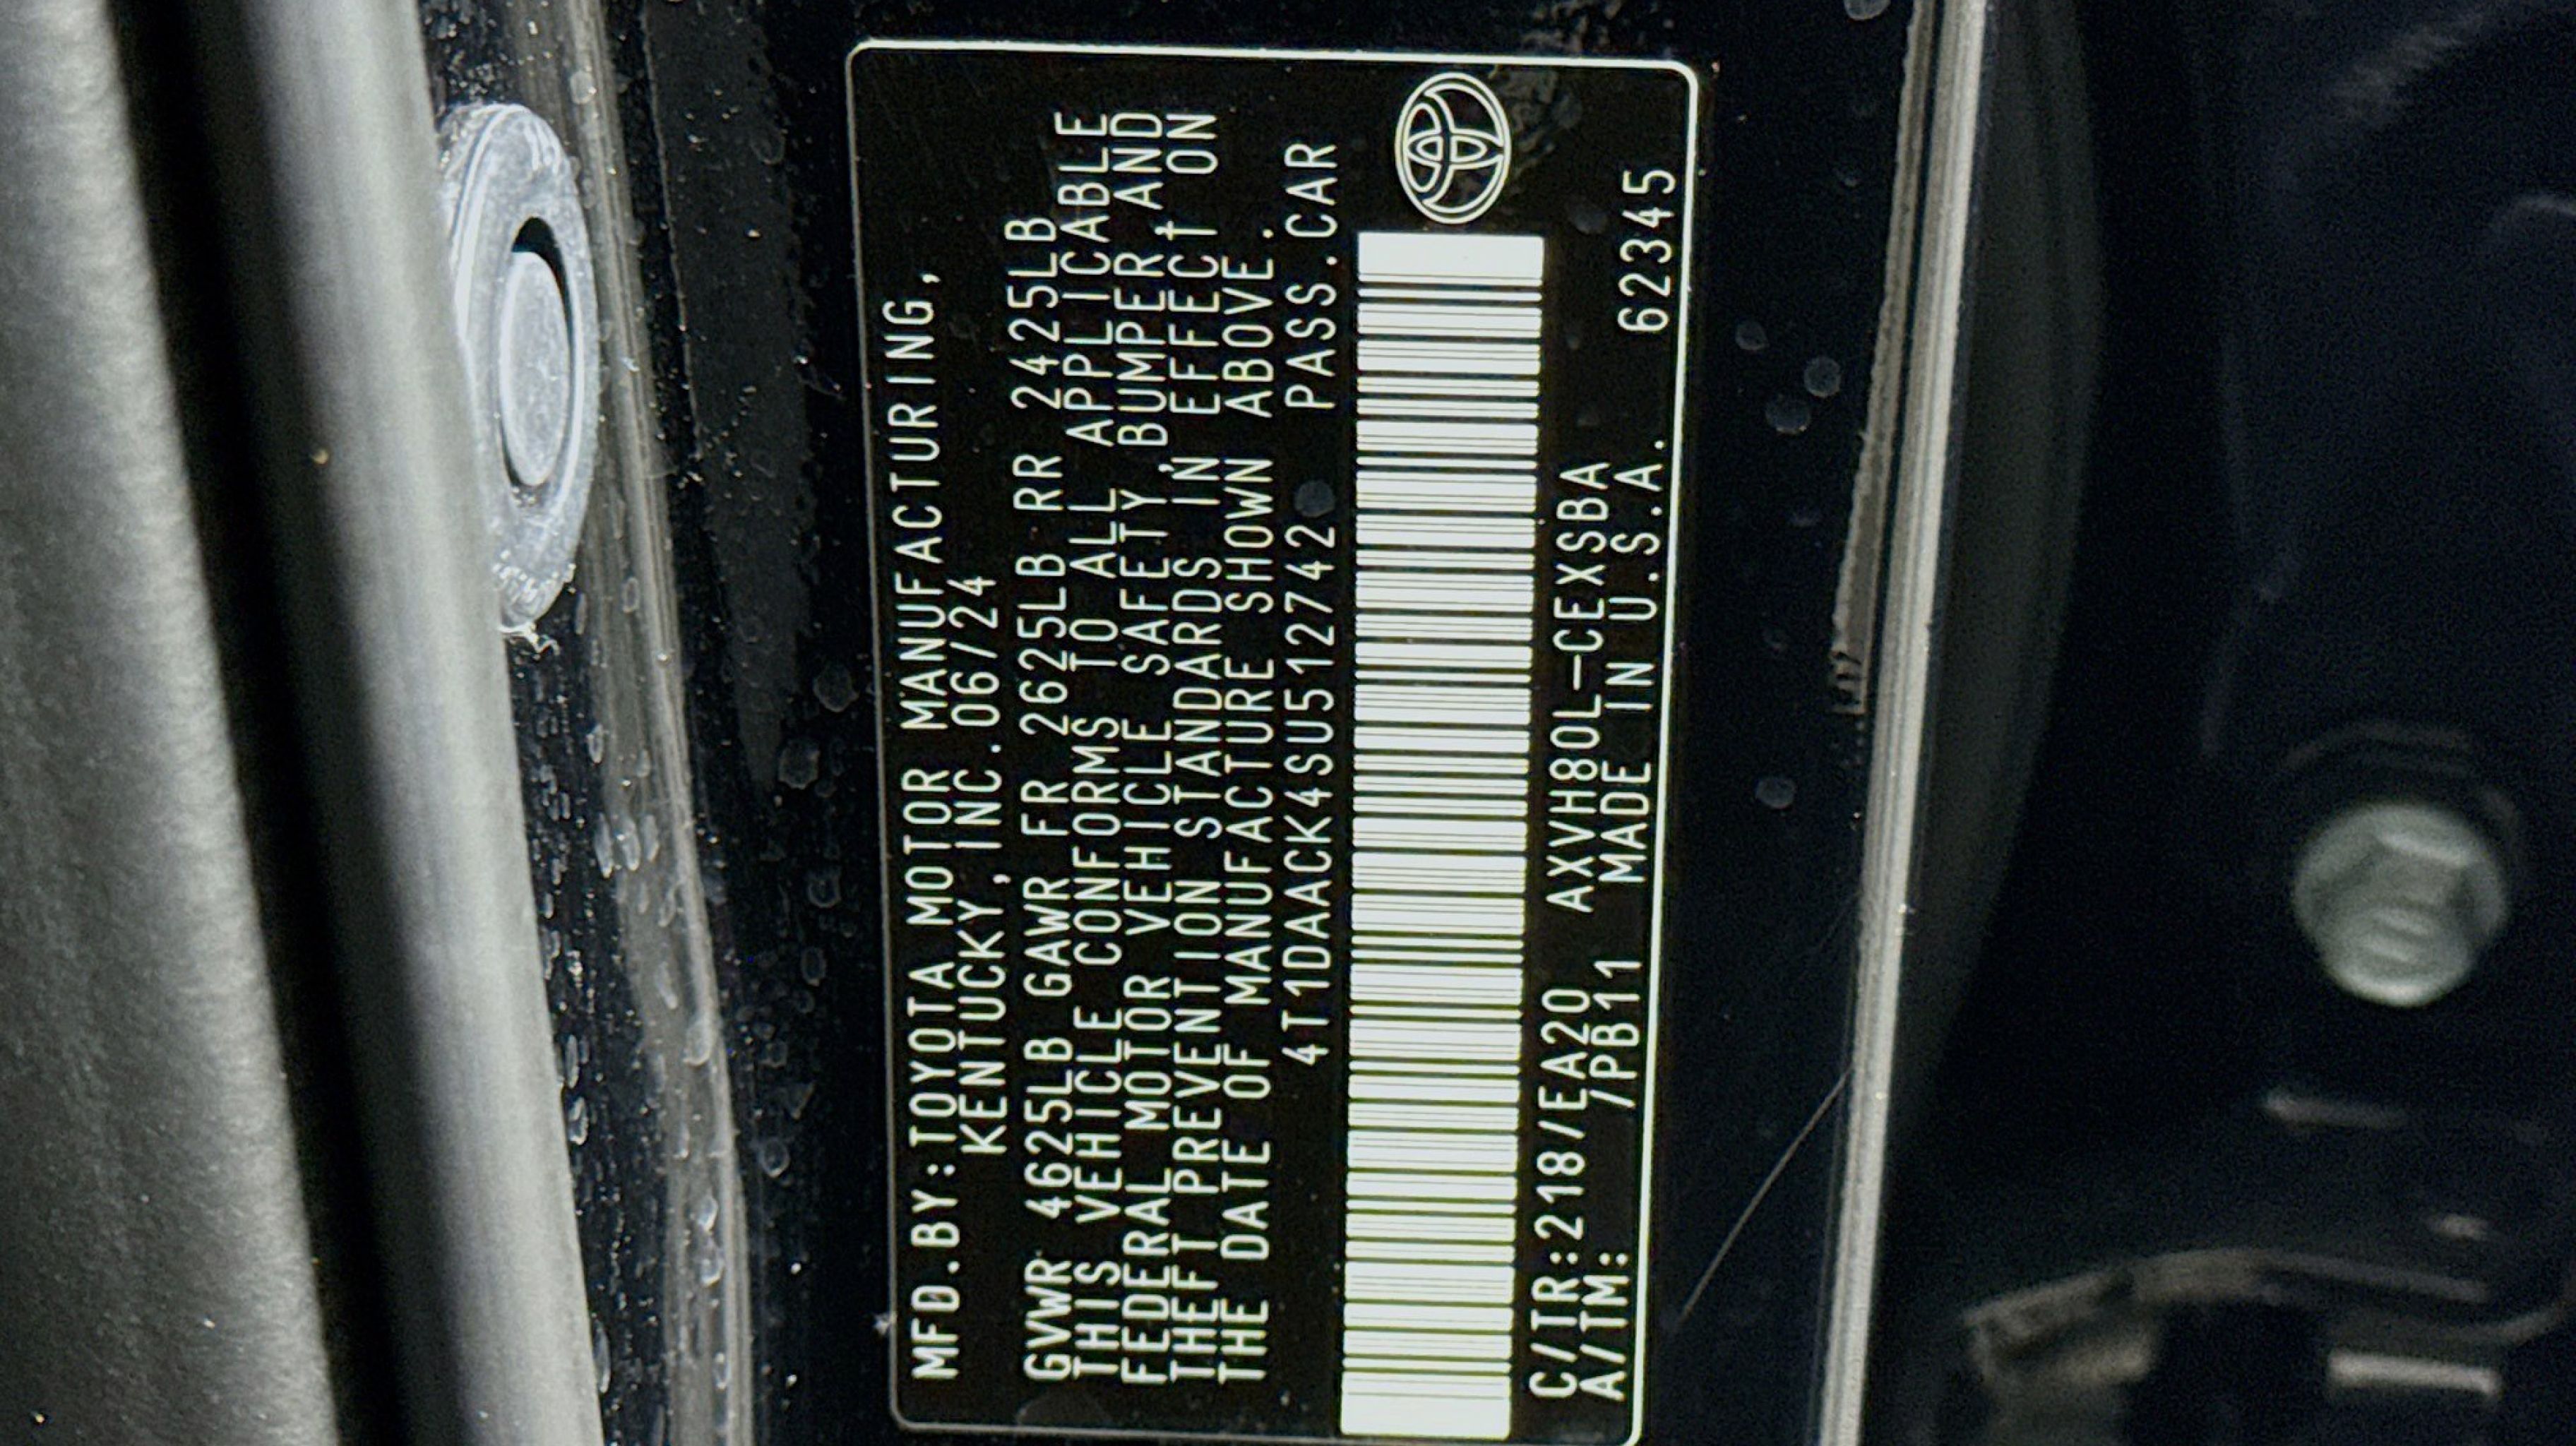 MFD.BY:TOYOTA MOTOR MANUFACTURING,
KENTUCKY, INC.06/24
GVWR 4625LB GAWR FR 2625LB RR 2425LB
THIS VEHICLE CONFORMS TO ALL APPLICABLE
FEDERAL MOTOR VEHICLE SAFETY,BUMPER,AND
THEFT PREVENTION STANDARDS IN EFFECT ON
THE DATE OF MANUFACTURE SHOWN ABOVE.
4T1DAACK4SU512742 PASS.CAR
C/TR:218/EA20 AXVH80L-CEXSBA
A/TM: /PB11 MADE IN U.S.A. 62345